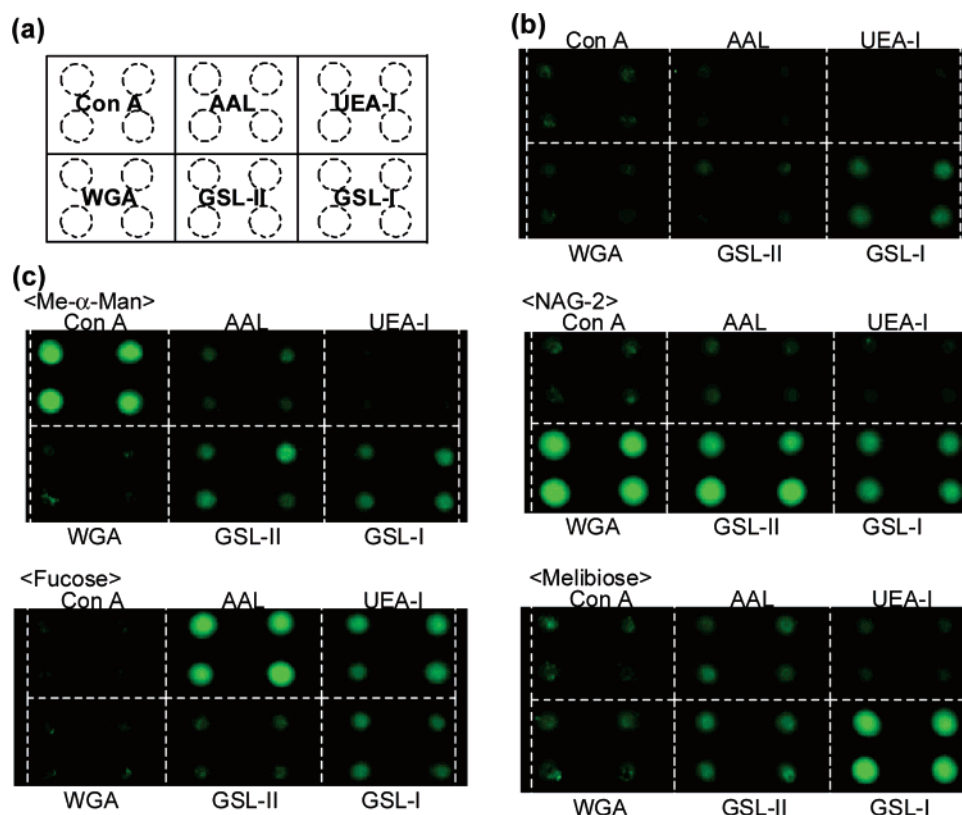 (a)
Con A AAL UEA-I
WGA GSL-II GSL-I
(b)
Con A AAL UEA-I
WGA GSL-II GSL-I
(c)
<Me-α-Man>
Con A AAL UEA-I
WGA GSL-II GSL-I
<NAG-2>
Con A AAL UEA-I
WGA GSL-II GSL-I
<Fucose>
Con A AAL UEA-I
WGA GSL-II GSL-I
<Melibiose>
Con A AAL UEA-I
WGA GSL-II GSL-I